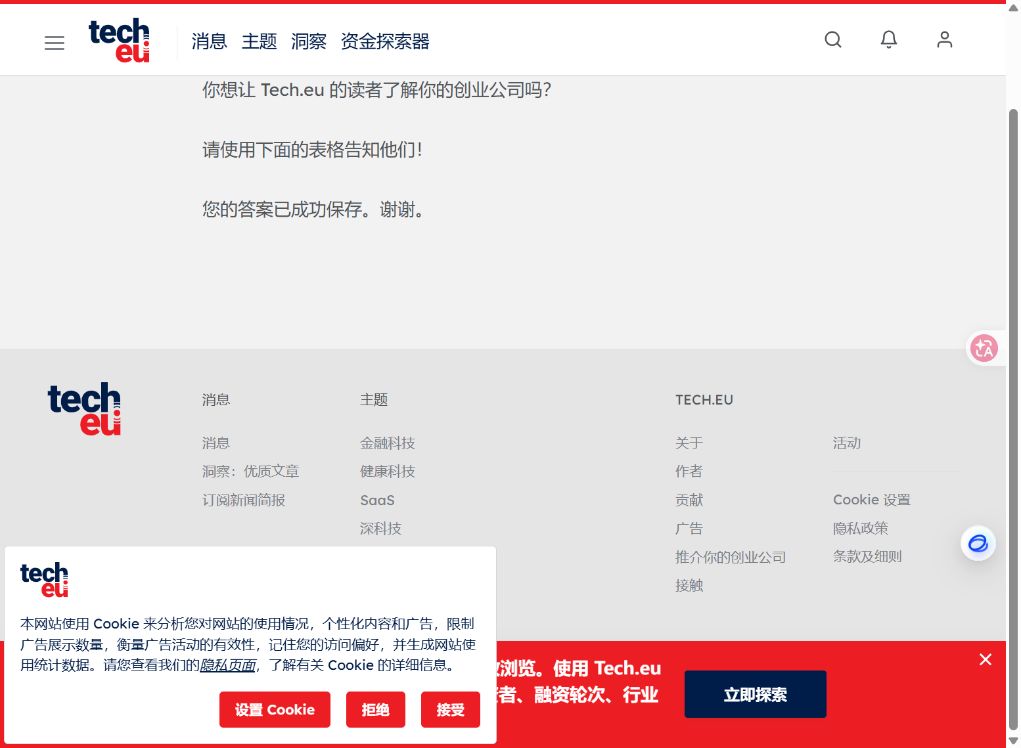 tech
eu
消息 主题 洞察 资金探索器
你想让 Tech.eu 的读者了解你的创业公司吗？
请使用下面的表格告知他们！
您的答案已成功保存。谢谢。
tech
eu
消息
消息
洞察：优质文章
订阅新闻简报
主题
金融科技
健康科技
SaaS
深科技
TECH.EU
关于
作者
贡献
广告
推介你的创业公司
接触
活动
Cookie 设置
隐私政策
条款及细则
tech
eu
本网站使用 Cookie 来分析您对网站的使用情况，个性化内容和广告，限制
广告展示数量，衡量广告活动的有效性，记住您的访问偏好，并生成网站使
用统计数据。请您查看我们的隐私页面，了解有关 Cookie 的详细信息。
设置 Cookie 拒绝 接受
浏览。使用 Tech.eu
者、融资轮次、行业
立即探索